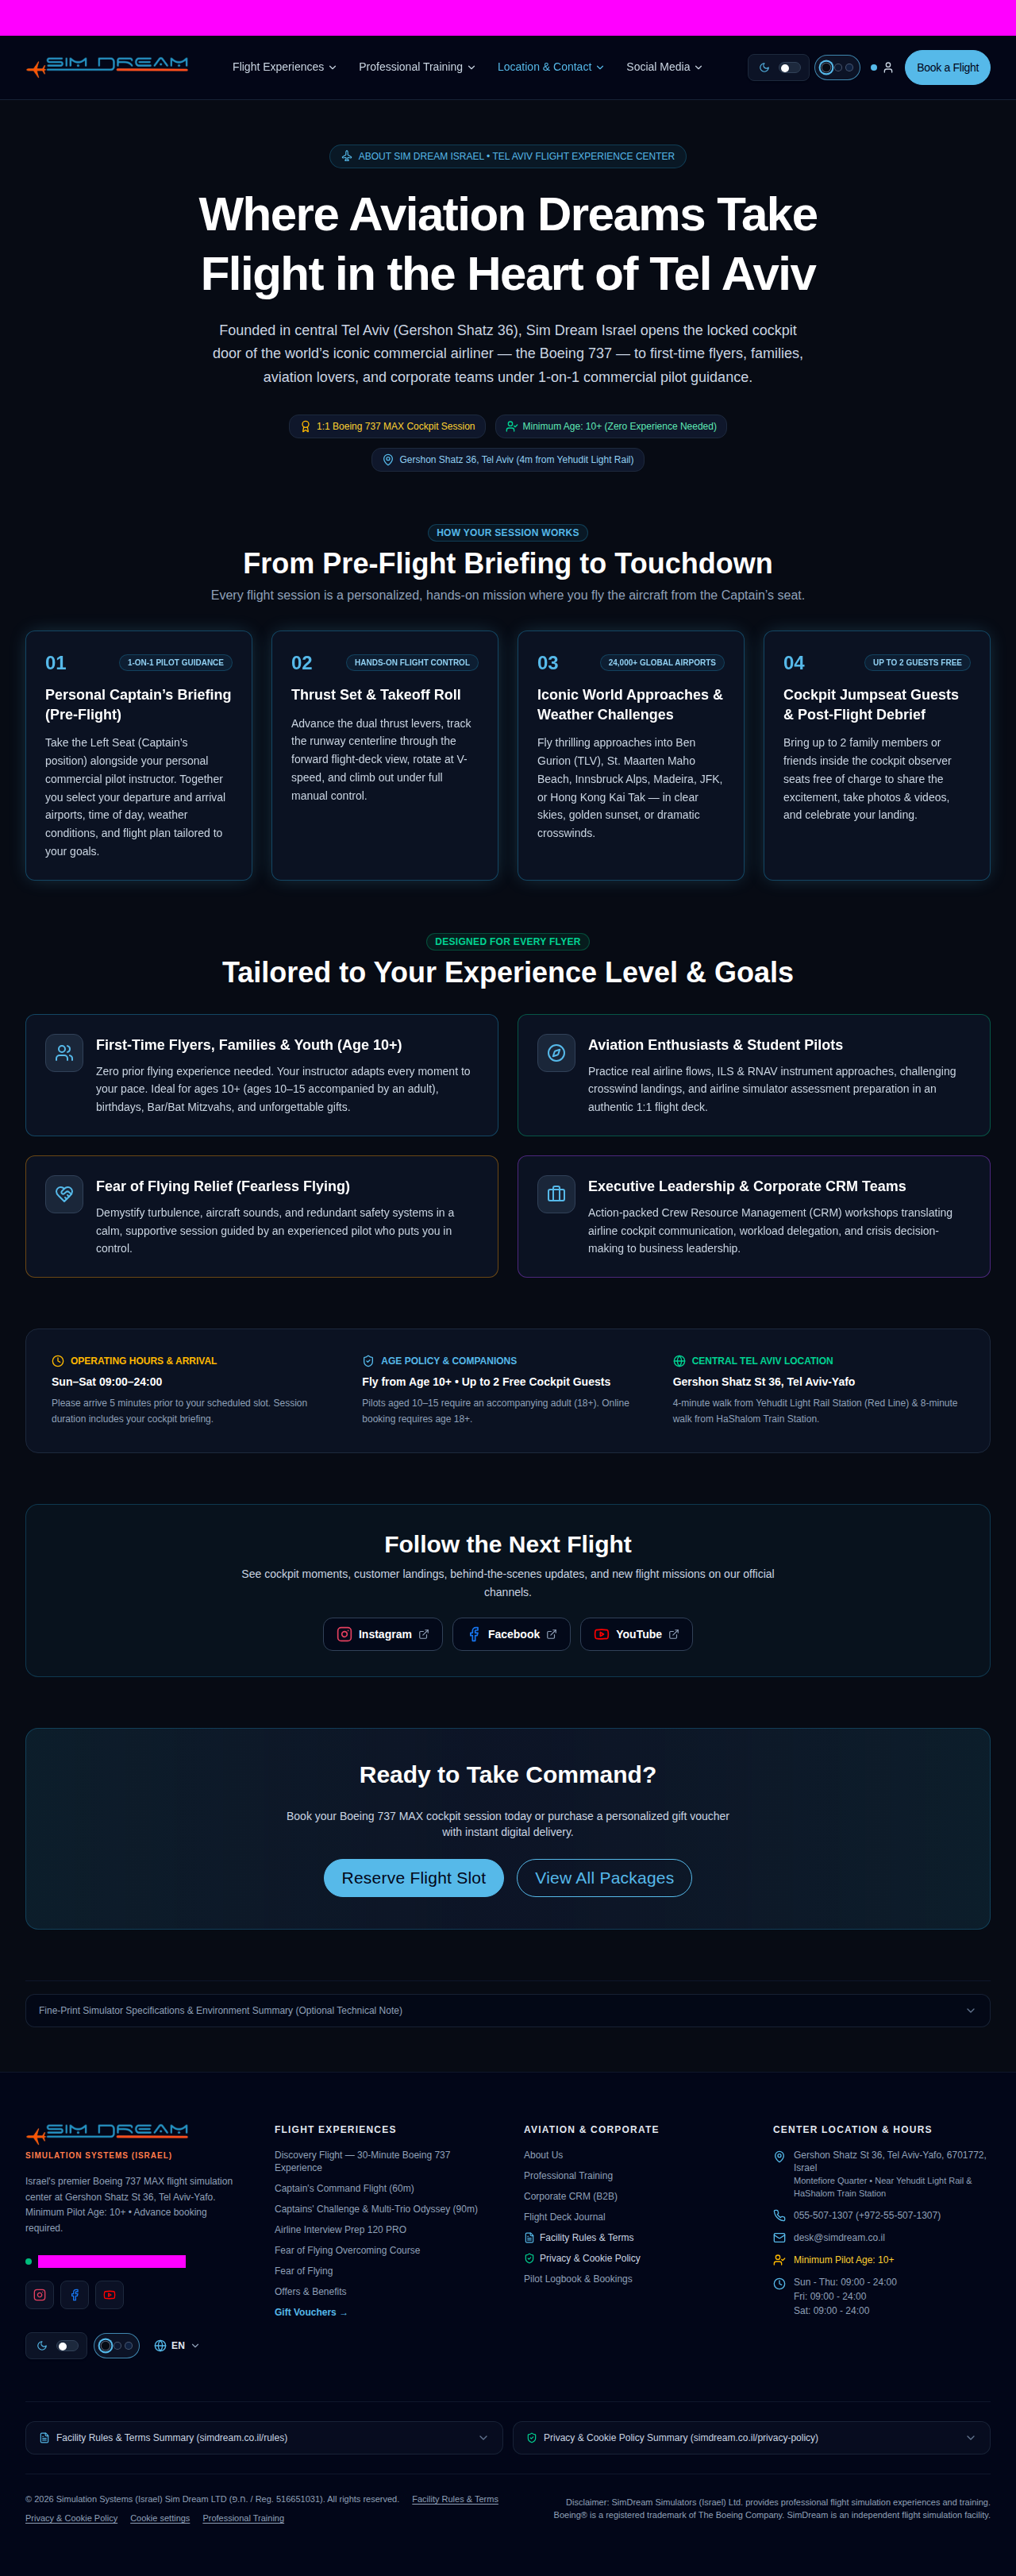 SIM DREAM
Flight Experiences
Professional Training
Location & Contact
Social Media
Book a Flight
ABOUT SIM DREAM ISRAEL • TEL AVIV FLIGHT EXPERIENCE CENTER
Where Aviation Dreams Take
Flight in the Heart of Tel Aviv
Founded in central Tel Aviv (Gershon Shatz 36), Sim Dream Israel opens the locked cockpit
door of the world’s iconic commercial airliner — the Boeing 737 — to first-time flyers, families,
aviation lovers, and corporate teams under 1-on-1 commercial pilot guidance.
1:1 Boeing 737 MAX Cockpit Session
Minimum Age: 10+ (Zero Experience Needed)
Gershon Shatz 36, Tel Aviv (4m from Yehudit Light Rail)
HOW YOUR SESSION WORKS
From Pre-Flight Briefing to Touchdown
Every flight session is a personalized, hands-on mission where you fly the aircraft from the Captain’s seat.
01
1-ON-1 PILOT GUIDANCE
Personal Captain’s Briefing
(Pre-Flight)
Take the Left Seat (Captain’s
position) alongside your personal
commercial pilot instructor. Together
you select your departure and arrival
airports, time of day, weather
conditions, and flight plan tailored to
your goals.
02
HANDS-ON FLIGHT CONTROL
Thrust Set & Takeoff Roll
Advance the dual thrust levers, track
the runway centerline through the
forward flight-deck view, rotate at V-
speed, and climb out under full
manual control.
03
24,000+ GLOBAL AIRPORTS
Iconic World Approaches &
Weather Challenges
Fly thrilling approaches into Ben
Gurion (TLV), St. Maarten Maho
Beach, Innsbruck Alps, Madeira, JFK,
or Hong Kong Kai Tak — in clear
skies, golden sunset, or dramatic
crosswinds.
04
UP TO 2 GUESTS FREE
Cockpit Jumpseat Guests
& Post-Flight Debrief
Bring up to 2 family members or
friends inside the cockpit observer
seats free of charge to share the
excitement, take photos & videos,
and celebrate your landing.
DESIGNED FOR EVERY FLYER
Tailored to Your Experience Level & Goals
First-Time Flyers, Families & Youth (Age 10+)
Zero prior flying experience needed. Your instructor adapts every moment to
your pace. Ideal for ages 10+ (ages 10–15 accompanied by an adult),
birthdays, Bar/Bat Mitzvahs, and unforgettable gifts.
Aviation Enthusiasts & Student Pilots
Practice real airline flows, ILS & RNAV instrument approaches, challenging
crosswind landings, and airline simulator assessment preparation in an
authentic 1:1 flight deck.
Fear of Flying Relief (Fearless Flying)
Demystify turbulence, aircraft sounds, and redundant safety systems in a
calm, supportive session guided by an experienced pilot who puts you in
control.
Executive Leadership & Corporate CRM Teams
Action-packed Crew Resource Management (CRM) workshops translating
airline cockpit communication, workload delegation, and crisis decision-
making to business leadership.
OPERATING HOURS & ARRIVAL
Sun–Sat 09:00–24:00
Please arrive 5 minutes prior to your scheduled slot. Session
duration includes your cockpit briefing.
AGE POLICY & COMPANIONS
Fly from Age 10+ • Up to 2 Free Cockpit Guests
Pilots aged 10–15 require an accompanying adult (18+). Online
booking requires age 18+.
CENTRAL TEL AVIV LOCATION
Gershon Shatz St 36, Tel Aviv-Yafo
4-minute walk from Yehudit Light Rail Station (Red Line) & 8-minute
walk from HaShalom Train Station.
Follow the Next Flight
See cockpit moments, customer landings, behind-the-scenes updates, and new flight missions on our official
channels.
Instagram
Facebook
YouTube
Ready to Take Command?
Book your Boeing 737 MAX cockpit session today or purchase a personalized gift voucher
with instant digital delivery.
Reserve Flight Slot
View All Packages
Fine-Print Simulator Specifications & Environment Summary (Optional Technical Note)
SIM DREAM
SIMULATION SYSTEMS (ISRAEL)
Israel's premier Boeing 737 MAX flight simulation
center at Gershon Shatz St 36, Tel Aviv-Yafo.
Minimum Pilot Age: 10+ • Advance booking
required.
EN
FLIGHT EXPERIENCES
Discovery Flight — 30-Minute Boeing 737
Experience
Captain's Command Flight (60m)
Captains' Challenge & Multi-Trio Odyssey (90m)
Airline Interview Prep 120 PRO
Fear of Flying Overcoming Course
Fear of Flying
Offers & Benefits
Gift Vouchers →
AVIATION & CORPORATE
About Us
Professional Training
Corporate CRM (B2B)
Flight Deck Journal
Facility Rules & Terms
Privacy & Cookie Policy
Pilot Logbook & Bookings
CENTER LOCATION & HOURS
Gershon Shatz St 36, Tel Aviv-Yafo, 6701772,
Israel
Montefiore Quarter • Near Yehudit Light Rail &
HaShalom Train Station
055-507-1307 (+972-55-507-1307)
desk@simdream.co.il
Minimum Pilot Age: 10+
Sun - Thu: 09:00 - 24:00
Fri: 09:00 - 24:00
Sat: 09:00 - 24:00
Facility Rules & Terms Summary (simdream.co.il/rules)
Privacy & Cookie Policy Summary (simdream.co.il/privacy-policy)
© 2026 Simulation Systems (Israel) Sim Dream LTD (ח.פ. / Reg. 516651031). All rights reserved.
Facility Rules & Terms
Privacy & Cookie Policy
Cookie settings
Professional Training
Disclaimer: SimDream Simulators (Israel) Ltd. provides professional flight simulation experiences and training.
Boeing® is a registered trademark of The Boeing Company. SimDream is an independent flight simulation facility.